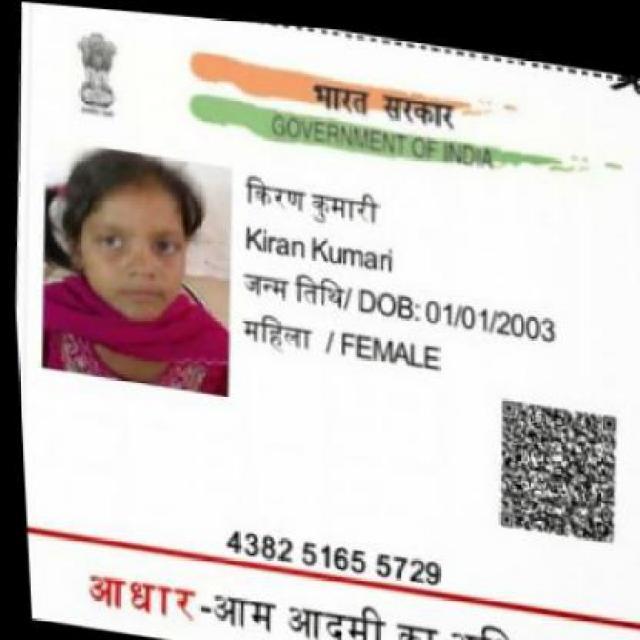 भारत सरकार
GOVERNMENT OF INDIA
किरण कुमारी
Kiran Kumari
जन्म तिथि/ DOB: 01/01/2003
महिला / FEMALE
4382 5165 5729
आधार-आम आदमी का